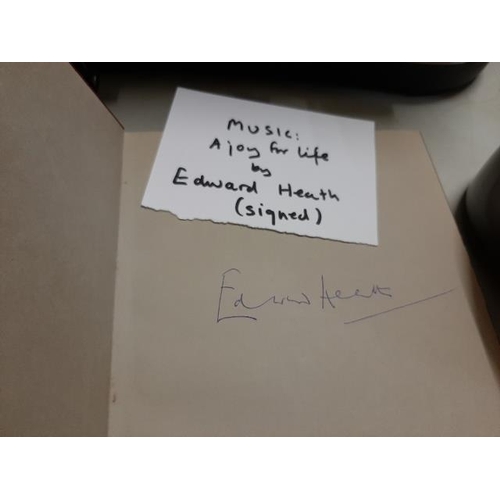 Music:
A joy for life
by
Edward Heath
(signed)
Edward Heath